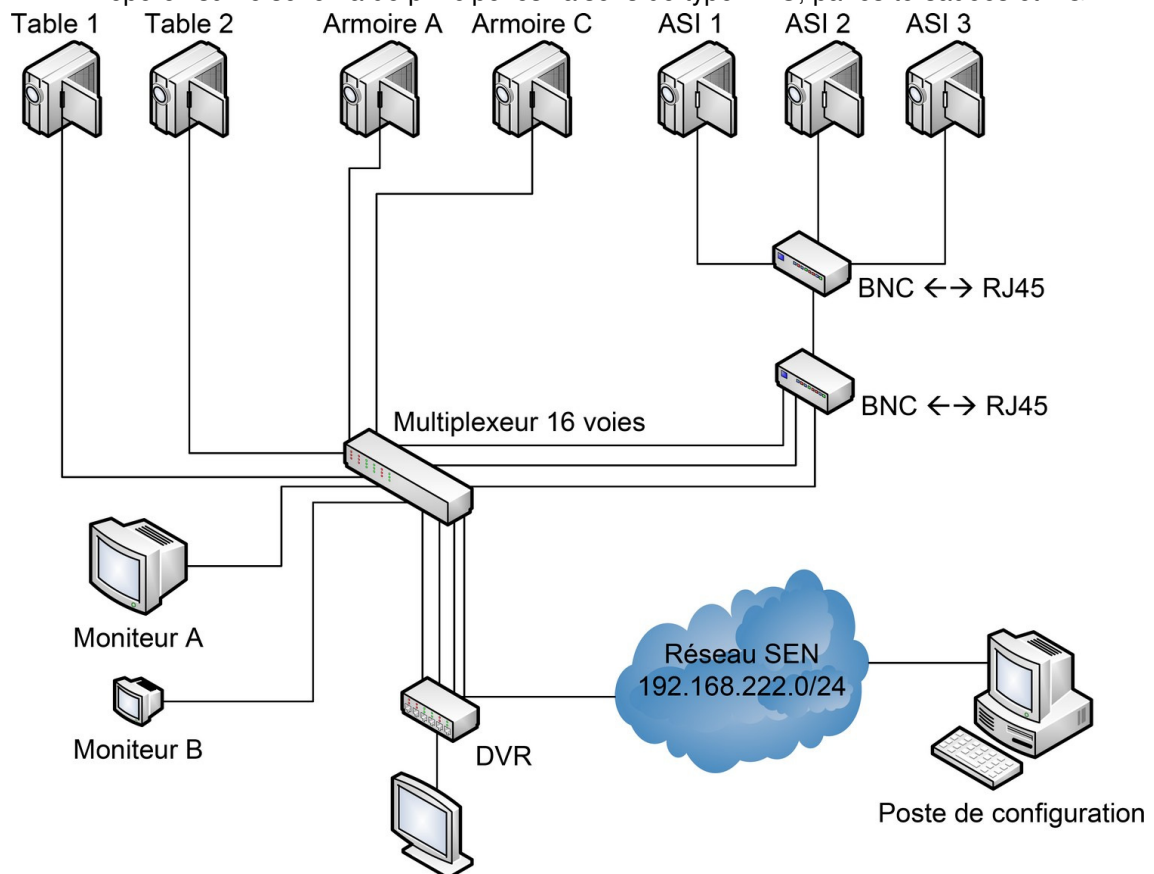 Table 1 Table 2 Armoire A Armoire C ASI 1 ASI 2 ASI 3
BNC ←→ RJ45
BNC ←→ RJ45
Multiplexeur 16 voies
Moniteur A
Réseau SEN
192.168.222.0/24
Moniteur B
DVR
Poste de configuration